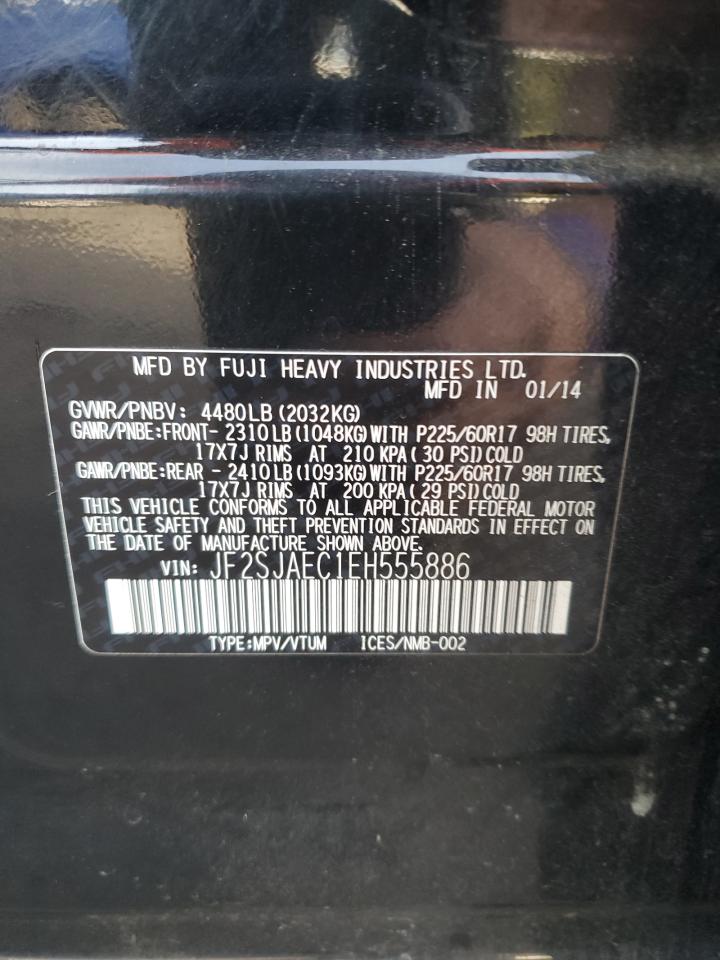 MFD BY FUJI HEAVY INDUSTRIES LTD.
MFD IN 01/14
GVWR/PNBV: 4480LB (2032KG)
GAWR/PNBE:FRONT- 2310LB (1048KG) WITH P225/60R17 98H TIRES,
17X7J RIMS AT 210 KPA ( 30 PSI) COLD
GAWR/PNBE:REAR - 2410LB (1093KG) WITH P225/60R17 98H TIRES,
17X7J RIMS AT 200 KPA ( 29 PSI) COLD
THIS VEHICLE CONFORMS TO ALL APPLICABLE FEDERAL MOTOR
VEHICLE SAFETY AND THEFT PREVENTION STANDARDS IN EFFECT ON
THE DATE OF MANUFACTURE SHOWN ABOVE.
VIN: JF2SJAEC1EH555886
TYPE:MPV/VTUM ICES/NMB-002